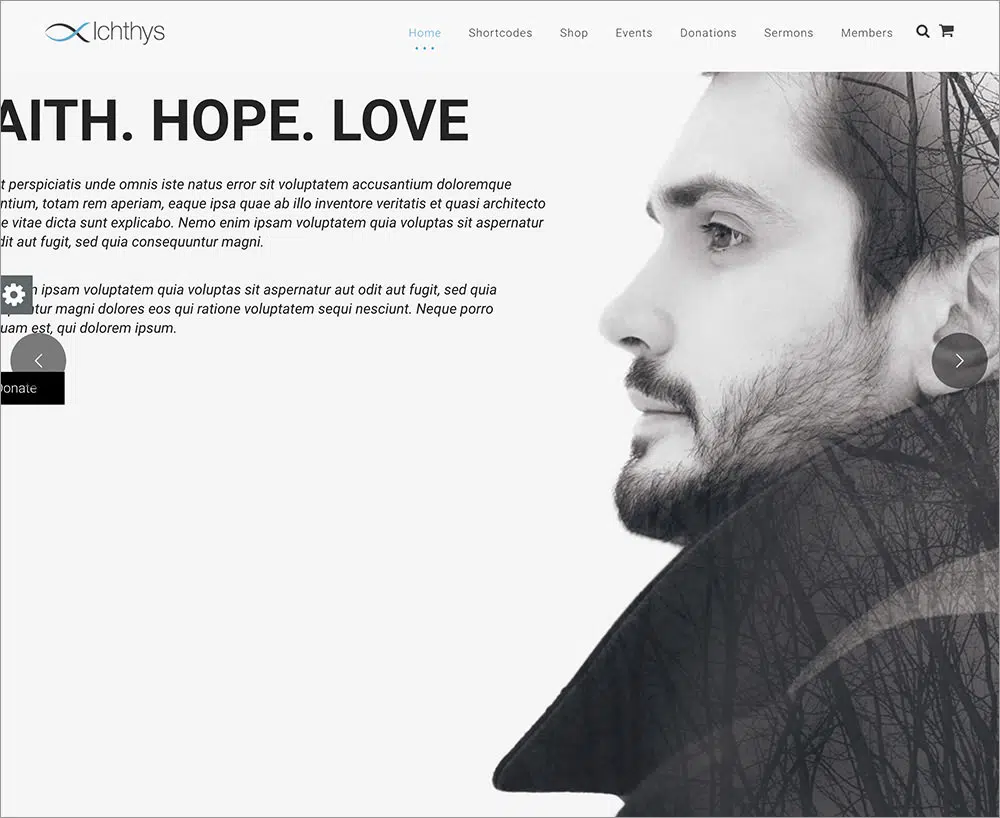 Ichthys
Home Shortcodes Shop Events Donations Sermons Members
AITH. HOPE. LOVE
t perspiciatis unde omnis iste natus error sit voluptatem accusantium doloremque
ntium, totam rem aperiam, eaque ipsa quae ab illo inventore veritatis et quasi architecto
e vitae dicta sunt explicabo. Nemo enim ipsam voluptatem quia voluptas sit aspernatur
dit aut fugit, sed quia consequuntur magni.
ipsam voluptatem quia voluptas sit aspernatur aut odit aut fugit, sed quia
ntur magni dolores eos qui ratione voluptatem sequi nesciunt. Neque porro
uam est, qui dolorem ipsum.
Donate